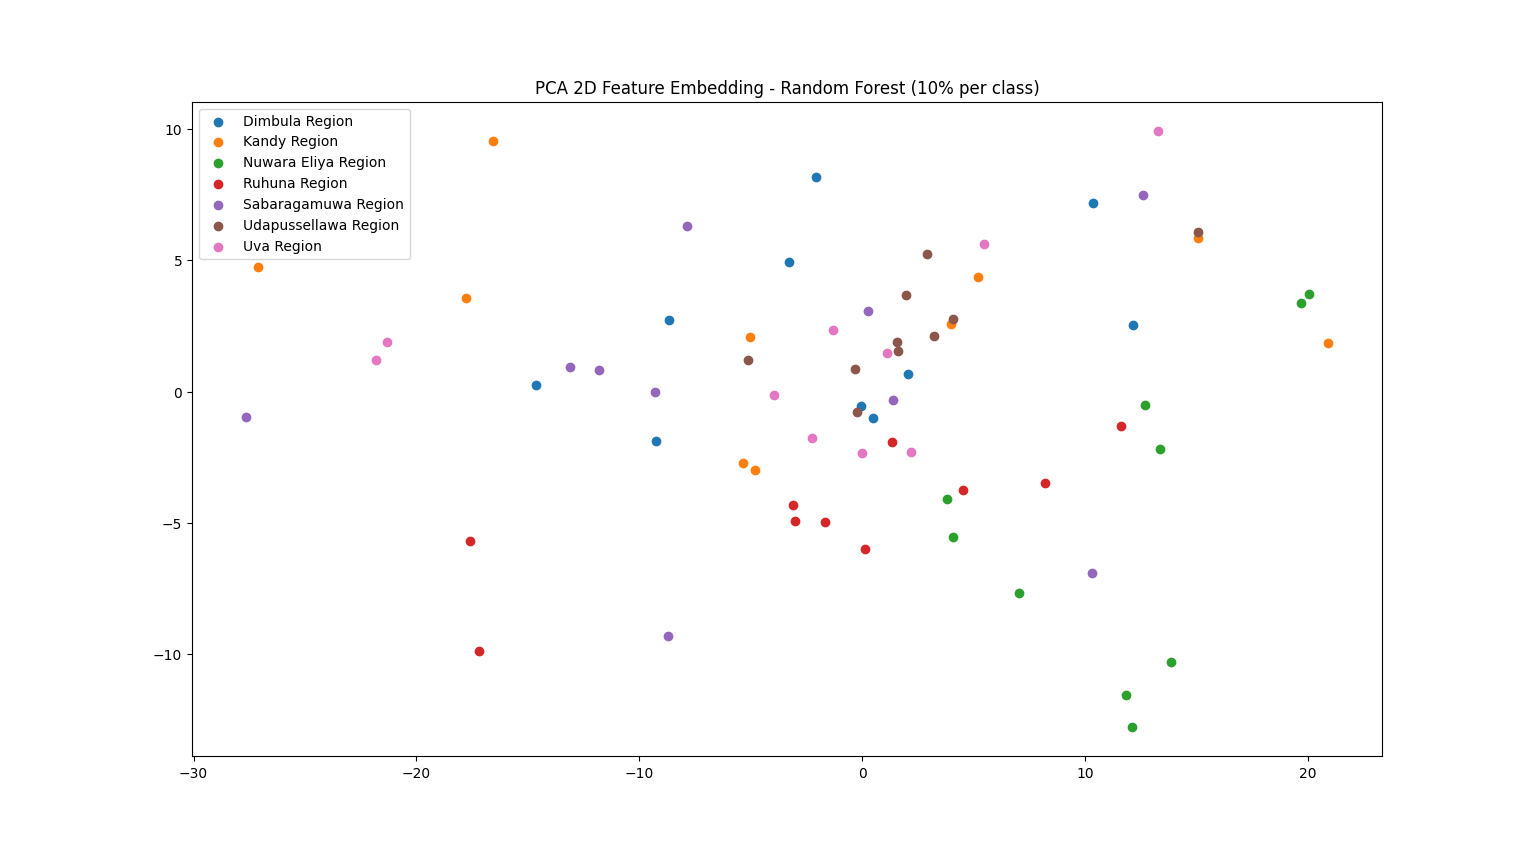 PCA 2D Feature Embedding - Random Forest (10% per class)
Dimbula Region
Kandy Region
Nuwara Eliya Region
Ruhuna Region
Sabaragamuwa Region
Udapussellawa Region
Uva Region
10
5
0
−5
−10
−30
−20
−10
0
10
20